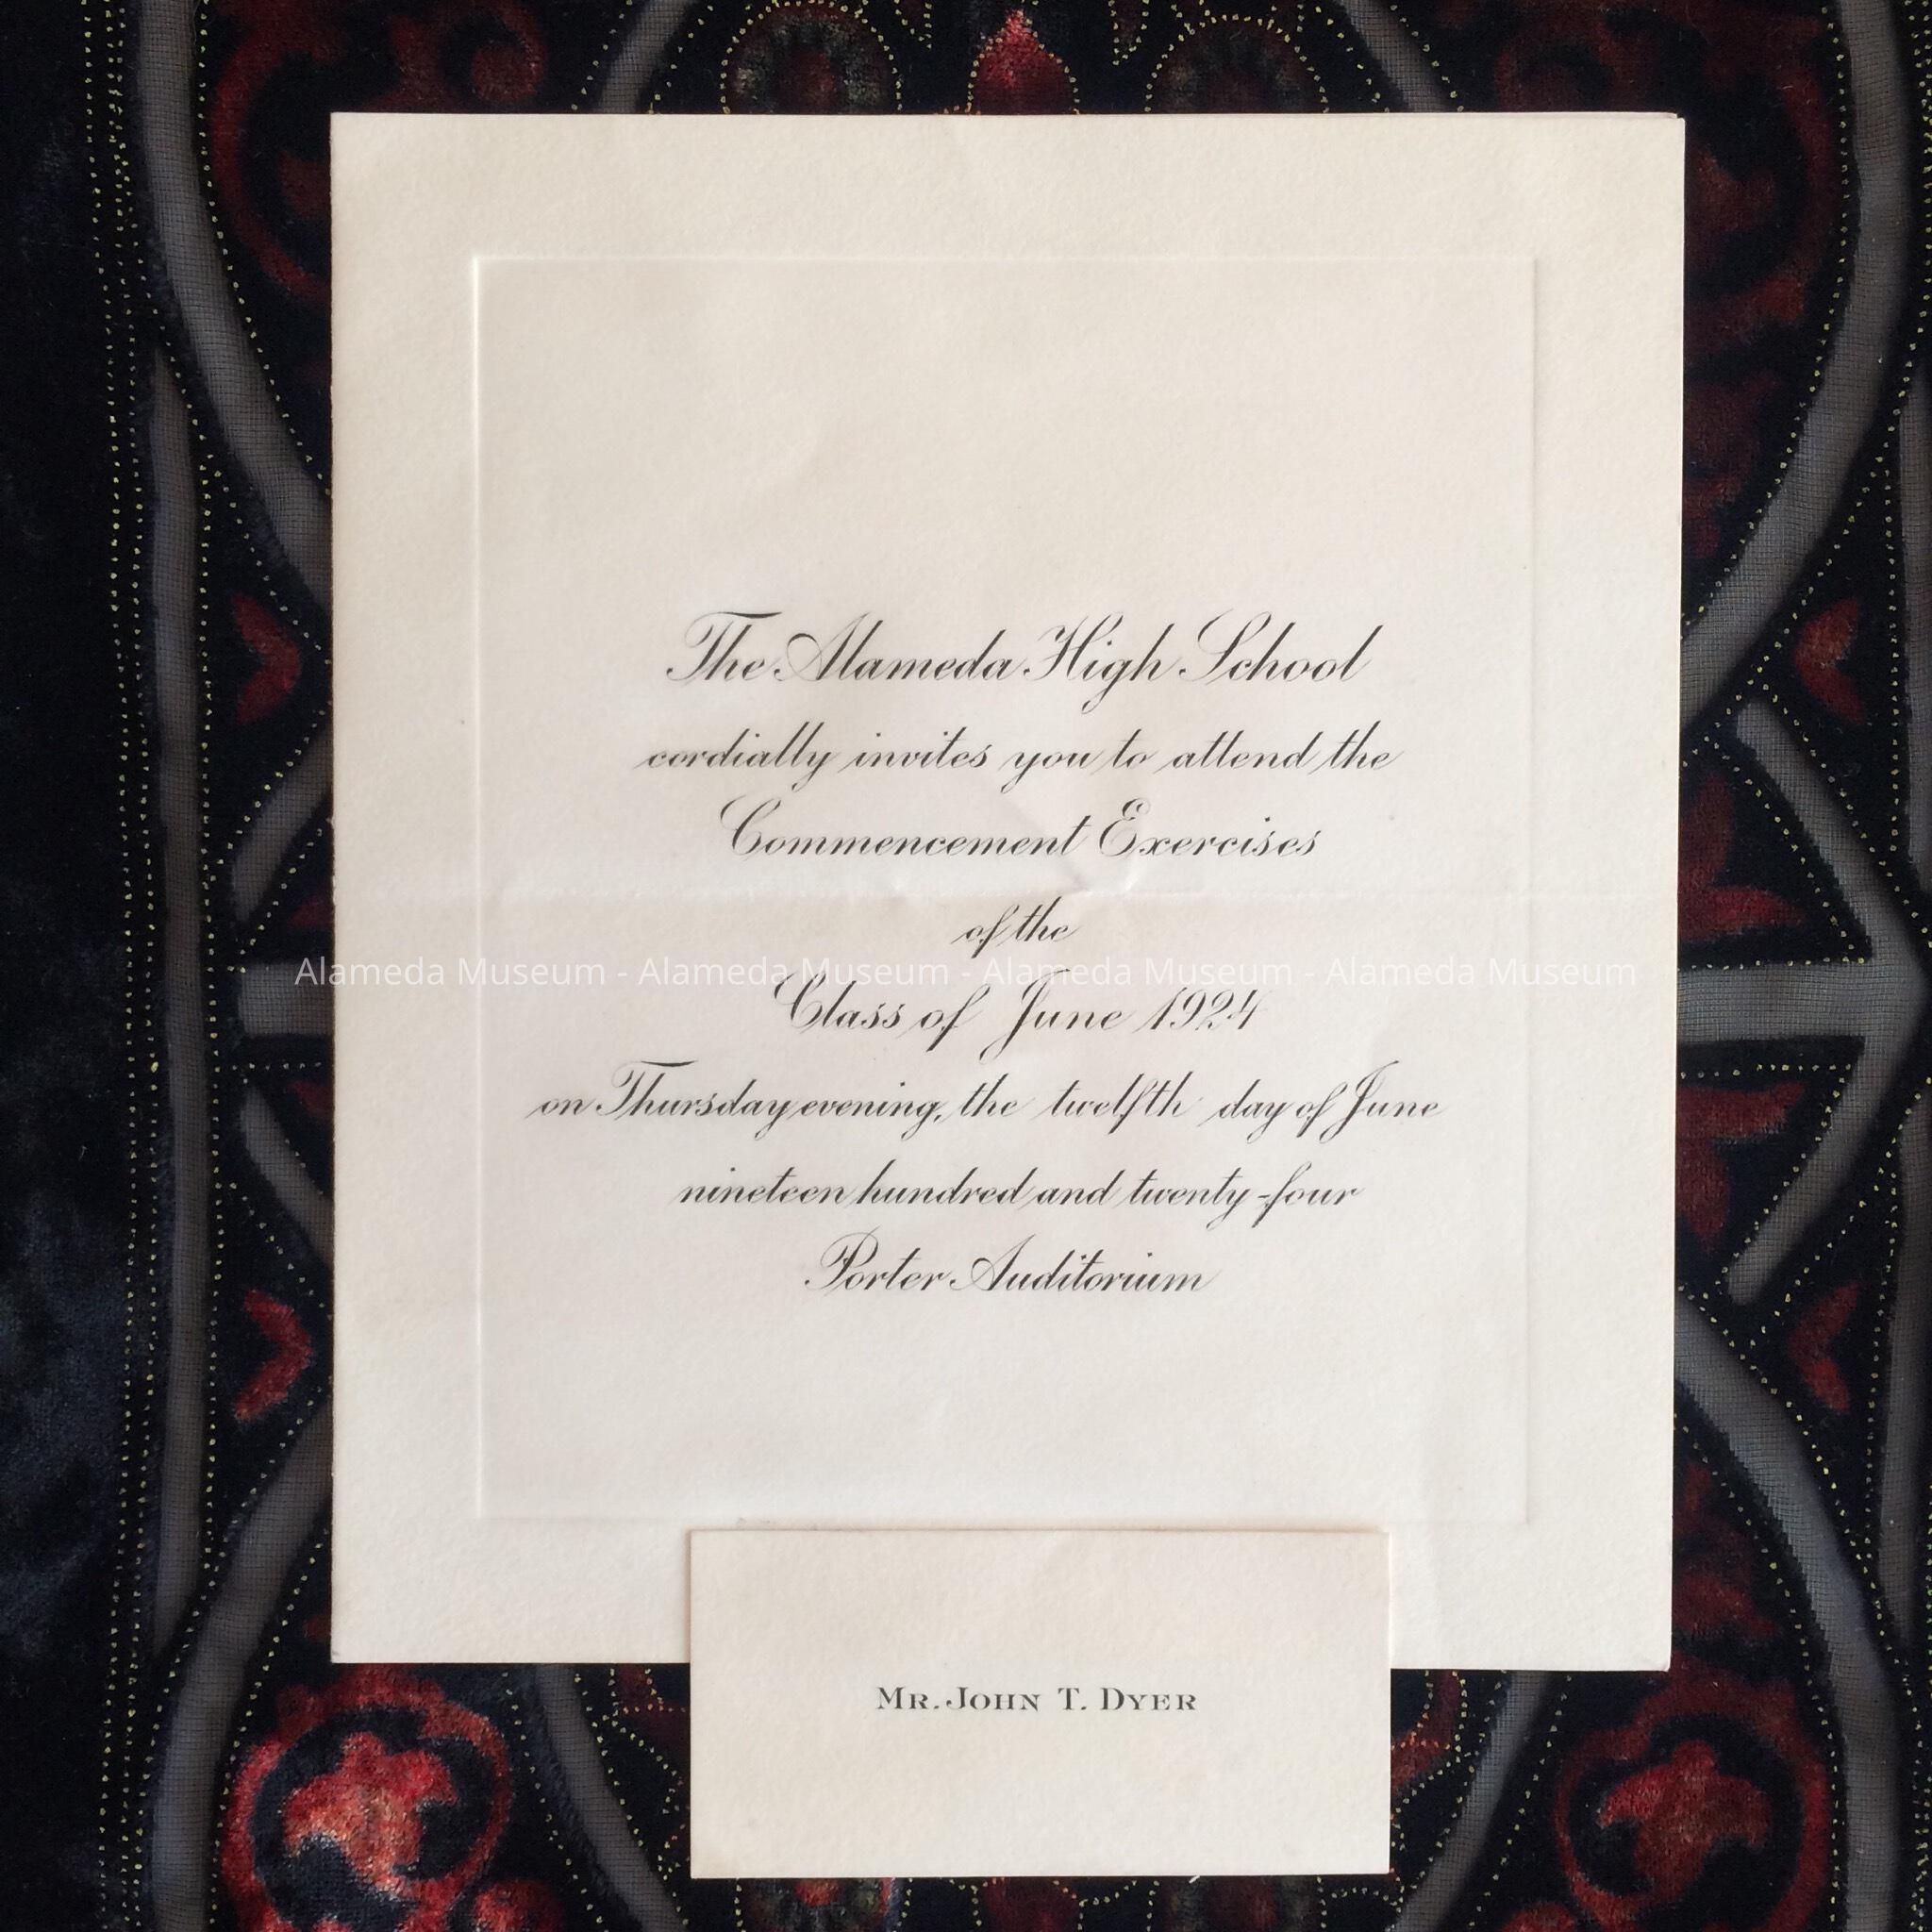 The Alameda High School
cordially invites you to attend the
Commencement Exercises
of the
Alameda Museum - Alameda Museum - Alameda Museum - Alameda Museum
Class of June 1924
on Thursday evening, the twelfth day of June
nineteen hundred and twenty-four
Porter Auditorium
Mr. John T. Dyer